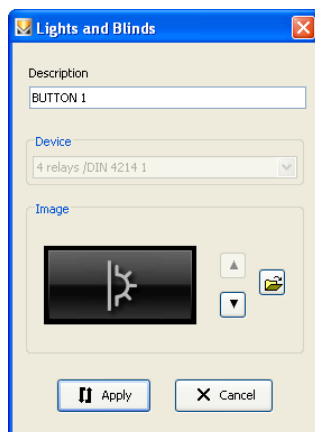 Lights and Blinds
Description
BUTTON 1
Device
4 relays /DIN 4214 1
Image
Apply
Cancel